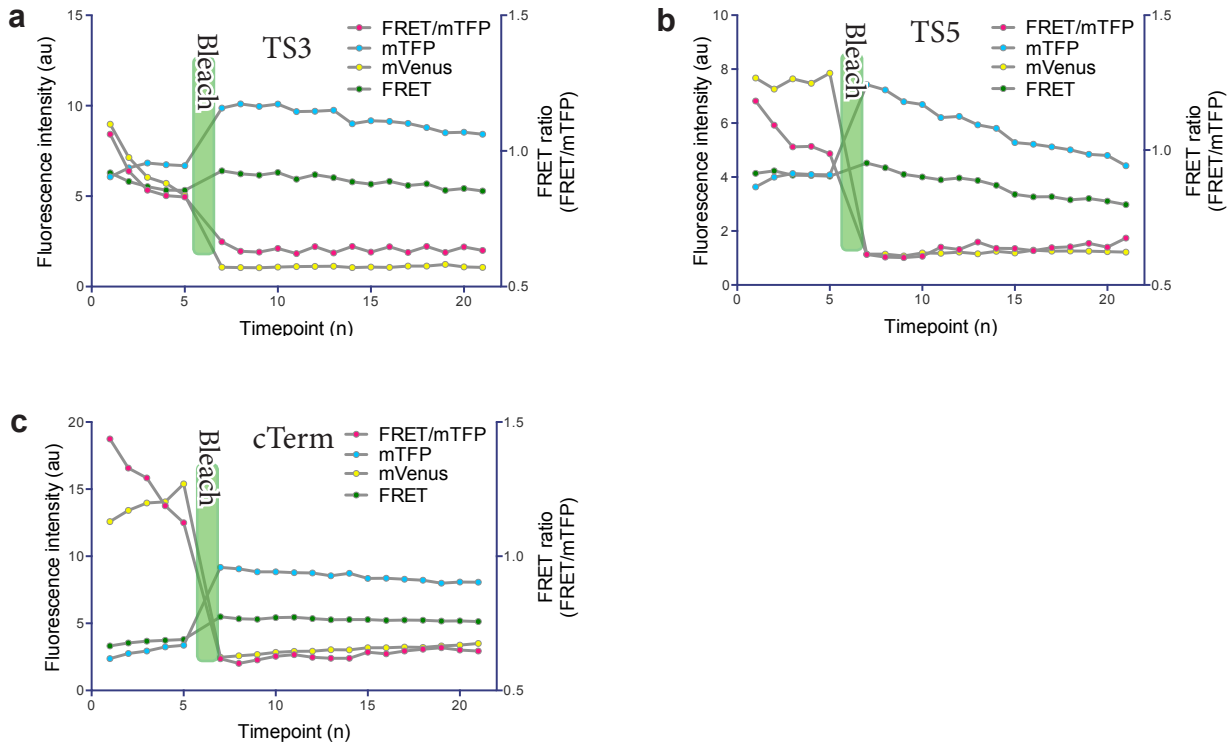 a
TS3
Bleach
FRET/mTFP
mTFP
mVenus
FRET
Fluorescence intensity (au)
15
10
5
0
1.5
1.0
0.5
FRET ratio
(FRET/mTFP)
0
5
10
15
20
Timepoint (n)
b
TS5
Bleach
FRET/mTFP
mTFP
mVenus
FRET
Fluorescence intensity (au)
10
8
6
4
2
0
1.5
1.0
0.5
FRET ratio
(FRET/mTFP)
0
5
10
15
20
Timepoint (n)
c
cTerm
Bleach
FRET/mTFP
mTFP
mVenus
FRET
Fluorescence intensity (au)
20
15
10
5
0
1.5
1.0
0.5
FRET ratio
(FRET/mTFP)
0
5
10
15
20
Timepoint (n)